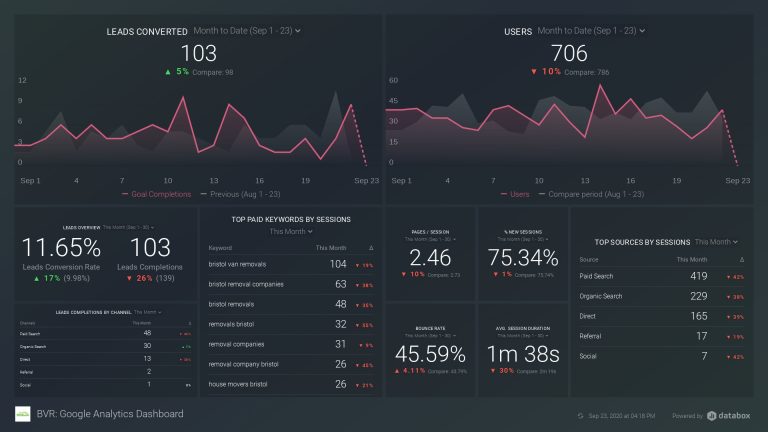 LEADS CONVERTED Month to Date (Sep 1 - 23)
103
▲ 5% Compare: 98
12
9
6
3
0
Sep 1 4 7 10 13 16 19 Sep 23
Goal Completions Previous (Aug 1 - 23)
USERS Month to Date (Sep 1 - 23)
706
▼ 10% Compare: 786
60
45
30
15
0
Sep 1 4 7 10 13 16 19 Sep 23
Users Compare period (Aug 1 - 23)
LEADS OVERVIEW This Month (Sep 1 - 30)
11.65% 103
Leads Conversion Rate Leads Completions
▲ 17% (9.98%) ▼ 26% (139)
LEADS COMPLETIONS BY CHANNEL This Month
Channels This Month Δ
Paid Search 48
Organic Search 30
Direct 13
Referral 2
Social 1
TOP PAID KEYWORDS BY SESSIONS
This Month
Keyword This Month Δ
bristol van removals 104 ▼ 19%
bristol removal companies 63 ▼ 38%
bristol removals 48 ▼ 35%
removals bristol 32 ▼ 55%
removal companies 31 ▼ 9%
removal company bristol 26 ▼ 45%
house movers bristol 26 ▼ 21%
PAGES / SESSION
This Month (Sep 1 - 30)
2.46
▼ 10% Compare: 2.73
% NEW SESSIONS
This Month (Sep 1 - 30)
75.34%
▼ 1% Compare: 75.74%
BOUNCE RATE
This Month (Sep 1 - 30)
45.59%
▲ 4.11% Compare: 43.79%
AVG. SESSION DURATION
This Month (Sep 1 - 30)
1m 38s
▼ 30% Compare: 2m 19s
TOP SOURCES BY SESSIONS This Month
Source This Month Δ
Paid Search 419 ▼ 42%
Organic Search 229 ▼ 38%
Direct 165 ▼ 39%
Referral 17 ▼ 19%
Social 7 ▼ 42%
BVR: Google Analytics Dashboard
Sep 23, 2020 at 04:18 PM Powered by databox